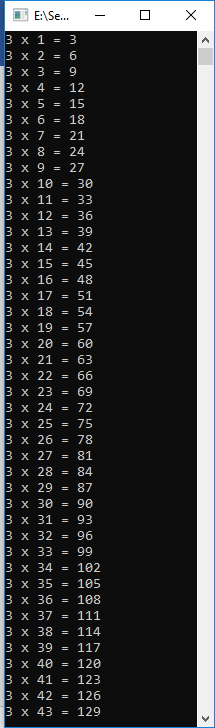 E:\Se...
3 x 1 = 3
3 x 2 = 6
3 x 3 = 9
3 x 4 = 12
3 x 5 = 15
3 x 6 = 18
3 x 7 = 21
3 x 8 = 24
3 x 9 = 27
3 x 10 = 30
3 x 11 = 33
3 x 12 = 36
3 x 13 = 39
3 x 14 = 42
3 x 15 = 45
3 x 16 = 48
3 x 17 = 51
3 x 18 = 54
3 x 19 = 57
3 x 20 = 60
3 x 21 = 63
3 x 22 = 66
3 x 23 = 69
3 x 24 = 72
3 x 25 = 75
3 x 26 = 78
3 x 27 = 81
3 x 28 = 84
3 x 29 = 87
3 x 30 = 90
3 x 31 = 93
3 x 32 = 96
3 x 33 = 99
3 x 34 = 102
3 x 35 = 105
3 x 36 = 108
3 x 37 = 111
3 x 38 = 114
3 x 39 = 117
3 x 40 = 120
3 x 41 = 123
3 x 42 = 126
3 x 43 = 129